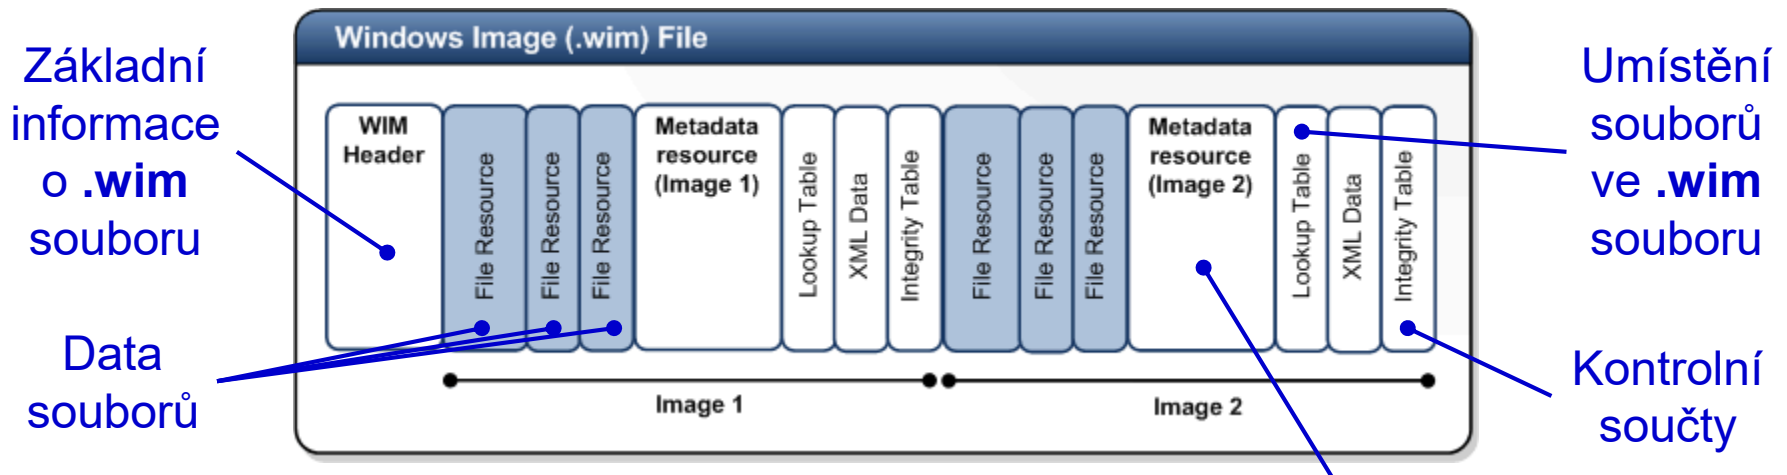 Windows Image (.wim) File
Základní
informace
o .wim
souboru
Data
souborů
WIM
Header
File Resource
File Resource
File Resource
Metadata
resource
(Image 1)
Lookup Table
XML Data
Integrity Table
File Resource
File Resource
File Resource
Metadata
resource
(Image 2)
Lookup Table
XML Data
Integrity Table
Image 1
Image 2
Umístění
souborů
ve .wim
souboru
Kontrolní
součty